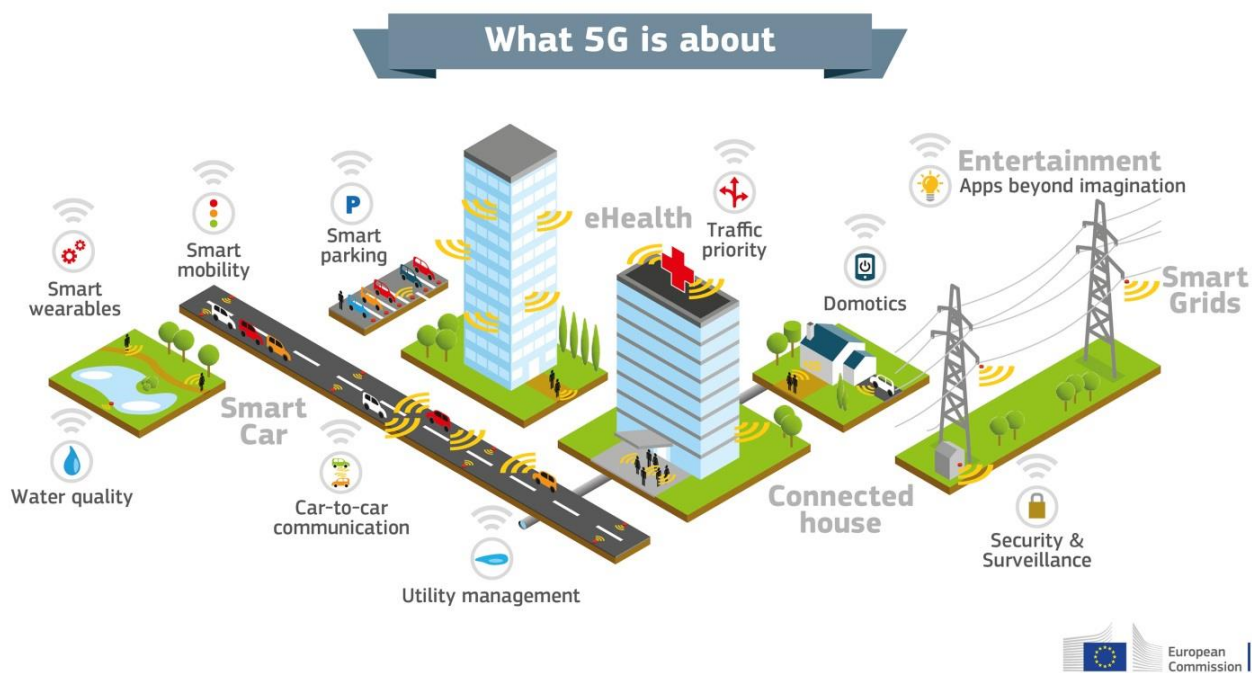 What 5G is about
Entertainment
Apps beyond imagination
eHealth
Traffic
priority
P
Smart
parking
Smart
mobility
Smart
wearables
Domotics
Smart
Grids
Smart
Car
Water quality
Car-to-car
communication
Connected
house
Security &
Surveillance
Utility management
European
Commission